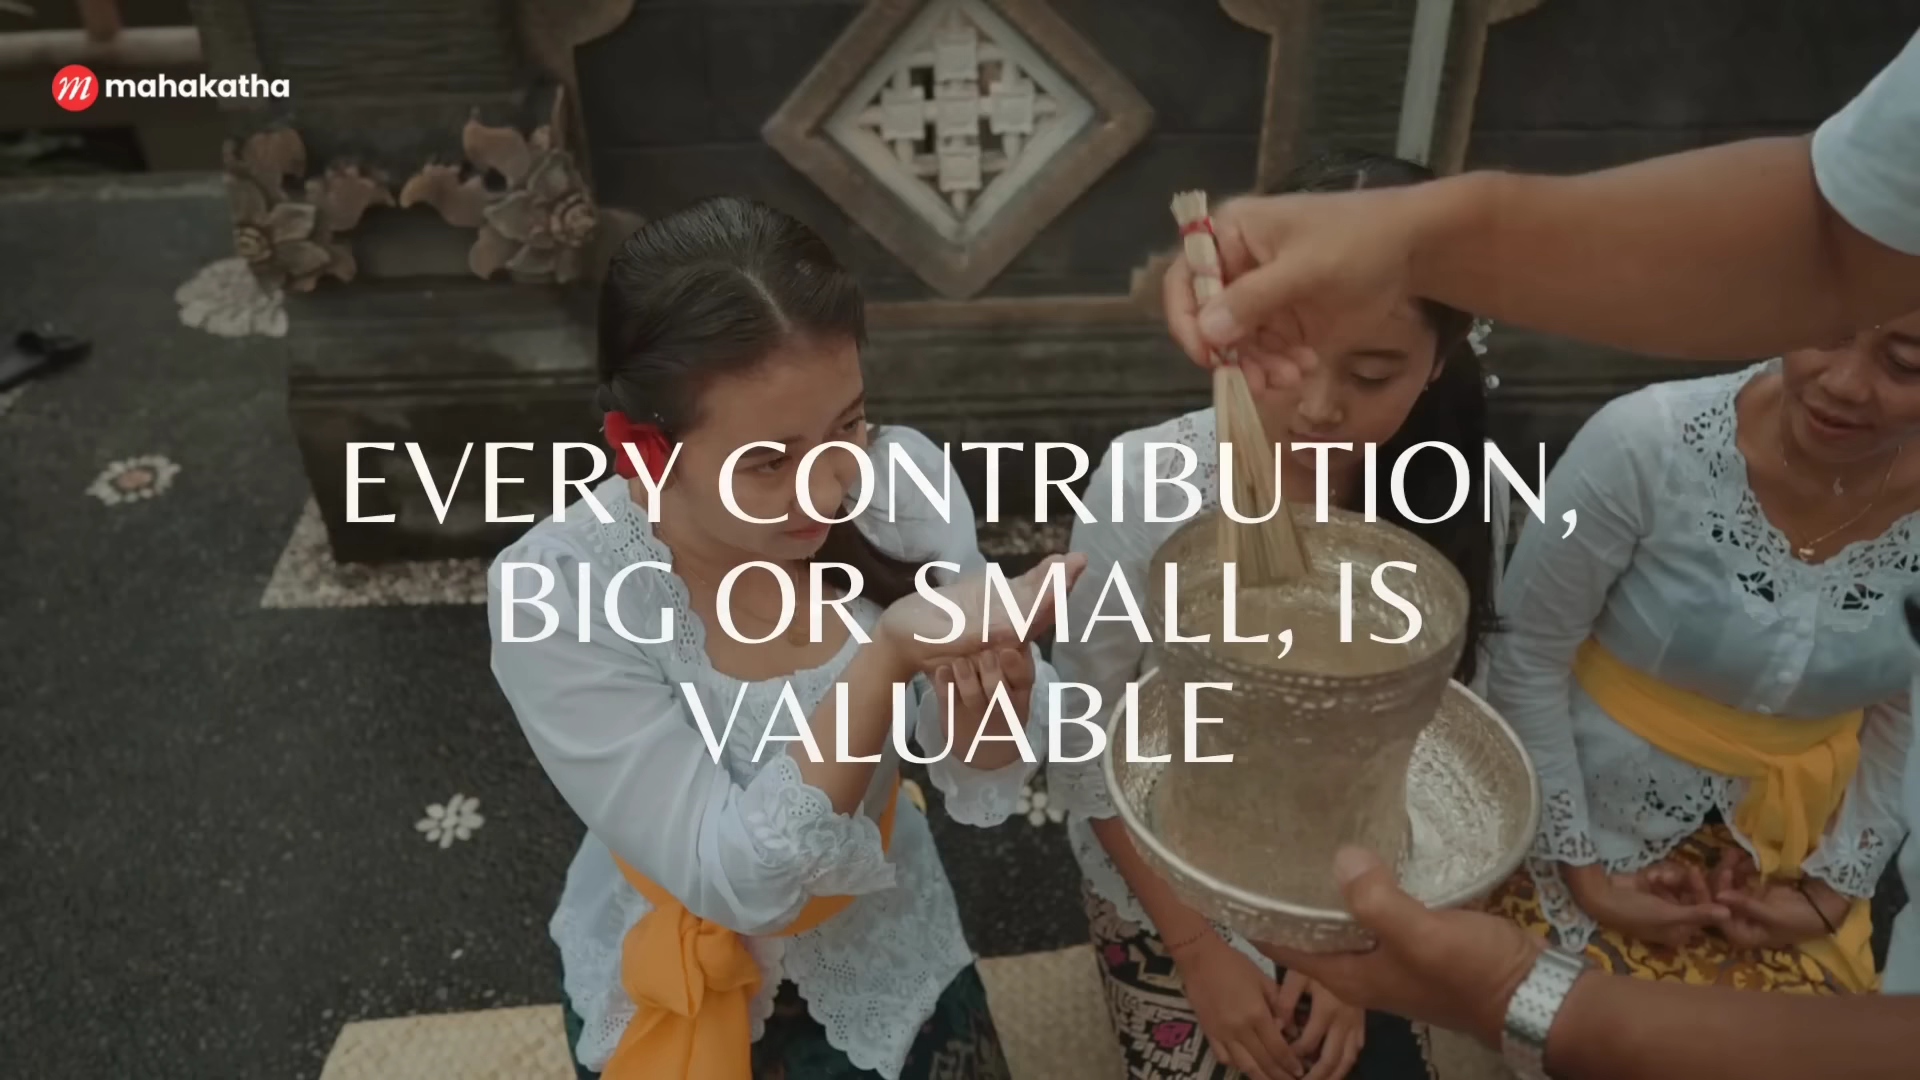 mahakatha
EVERY CONTRIBUTION,
BIG OR SMALL, IS
VALUABLE